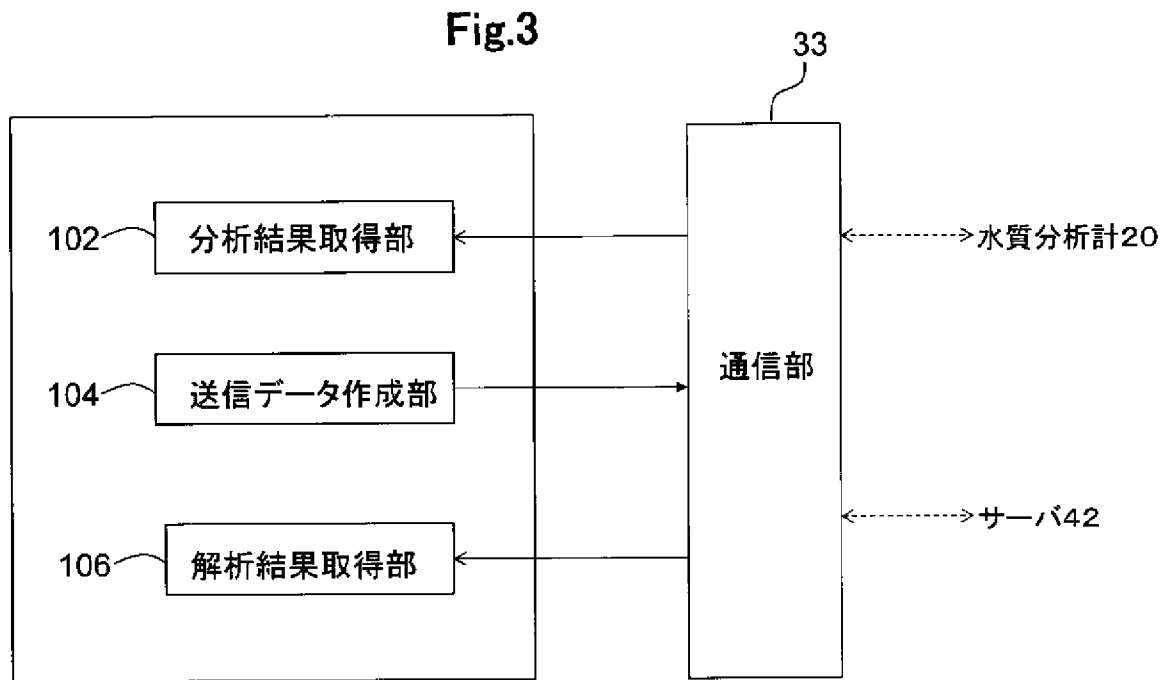 Fig.3
33
102
分析結果取得部
水質分析計20
104
送信データ作成部
通信部
サーバ42
106
解析結果取得部